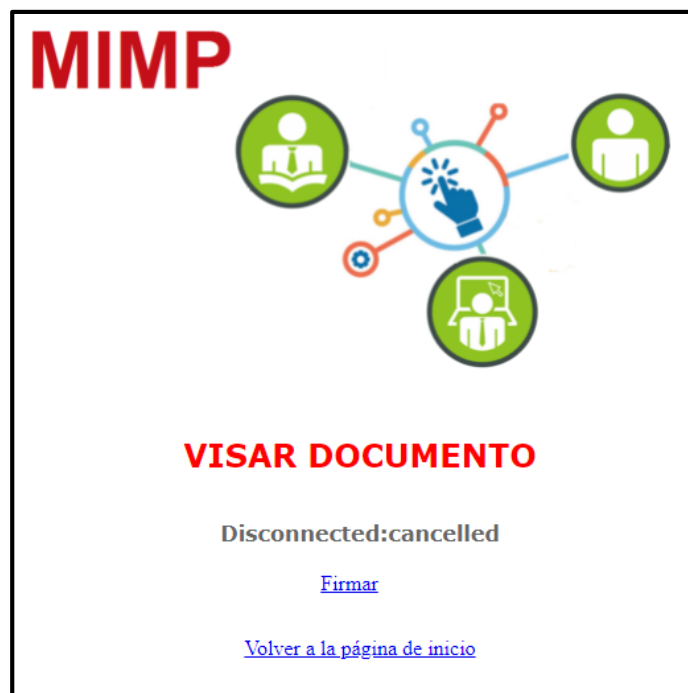 MIMP
VISAR DOCUMENTO
Disconnected:cancelled
Firmar
Volver a la página de inicio